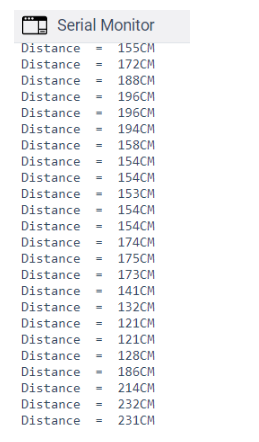 Serial Monitor
Distance = 155CM
Distance = 172CM
Distance = 188CM
Distance = 196CM
Distance = 196CM
Distance = 194CM
Distance = 158CM
Distance = 154CM
Distance = 154CM
Distance = 153CM
Distance = 154CM
Distance = 154CM
Distance = 174CM
Distance = 175CM
Distance = 173CM
Distance = 141CM
Distance = 132CM
Distance = 121CM
Distance = 121CM
Distance = 128CM
Distance = 186CM
Distance = 214CM
Distance = 232CM
Distance = 231CM